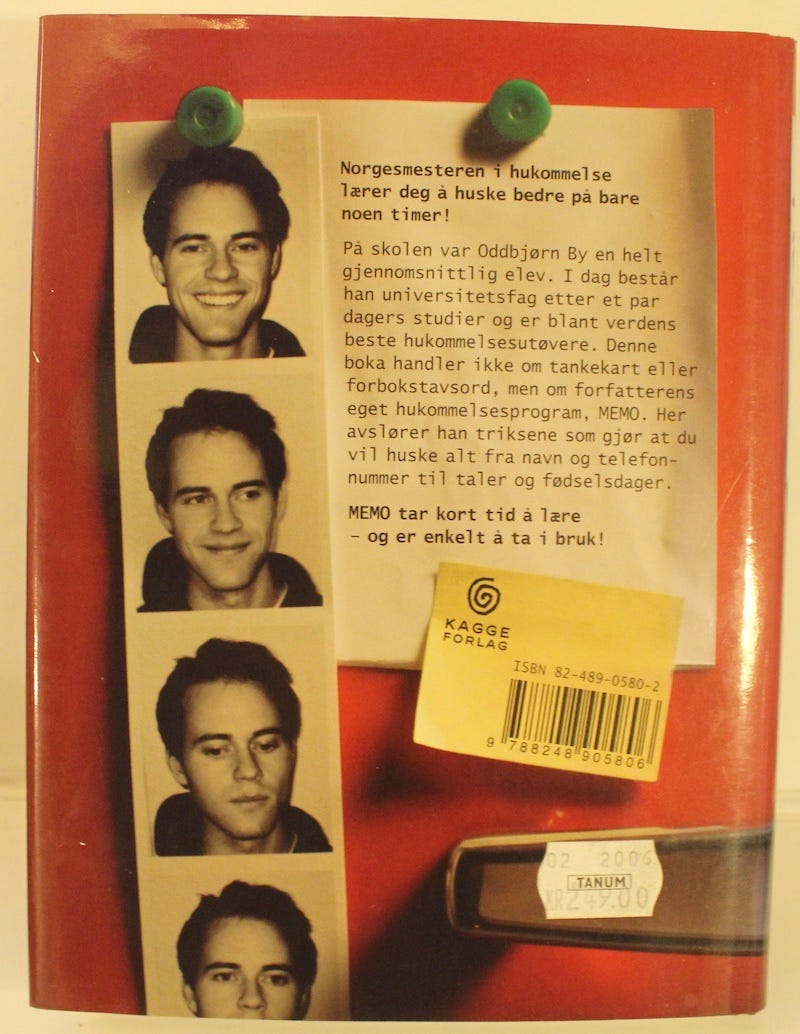 Norgesmesteren i hukommelse
lærer deg å huske bedre på bare
noen timer!
På skolen var Oddbjørn By en helt
gjennomsnittlig elev. I dag består
han universitetsfag etter et par
dagers studier og er blant verdens
beste hukommelsesutøvere. Denne
boka handler ikke om tankekart eller
forbokstavsord, men om forfatterens
eget hukommelsesprogram, MEMO. Her
avslører han triksene som gjør at du
vil huske alt fra navn og telefon-
nummer til taler og fødselsdager.
MEMO tar kort tid å lære
– og er enkelt å ta i bruk!
KAGGE
FORLAG
ISBN 82-489-0580-2
9 788248 905806
02 2006
TANUM
KR249.00